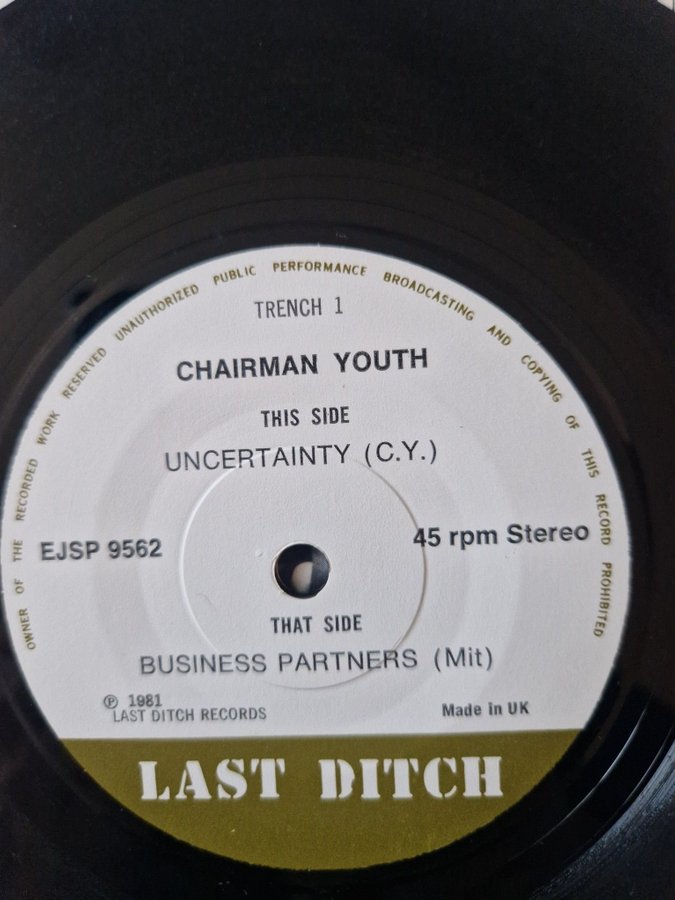 OWNER OF THE RECORDED WORK RESERVED UNAUTHORIZED PUBLIC PERFORMANCE BROADCASTING AND COPYING OF THIS RECORD PROHIBITED
TRENCH 1
CHAIRMAN YOUTH
THIS SIDE
UNCERTAINTY (C.Y.)
EJSP 9562
45 rpm Stereo
THAT SIDE
BUSINESS PARTNERS (Mit)
℗ 1981
LAST DITCH RECORDS
Made in UK
LAST DITCH